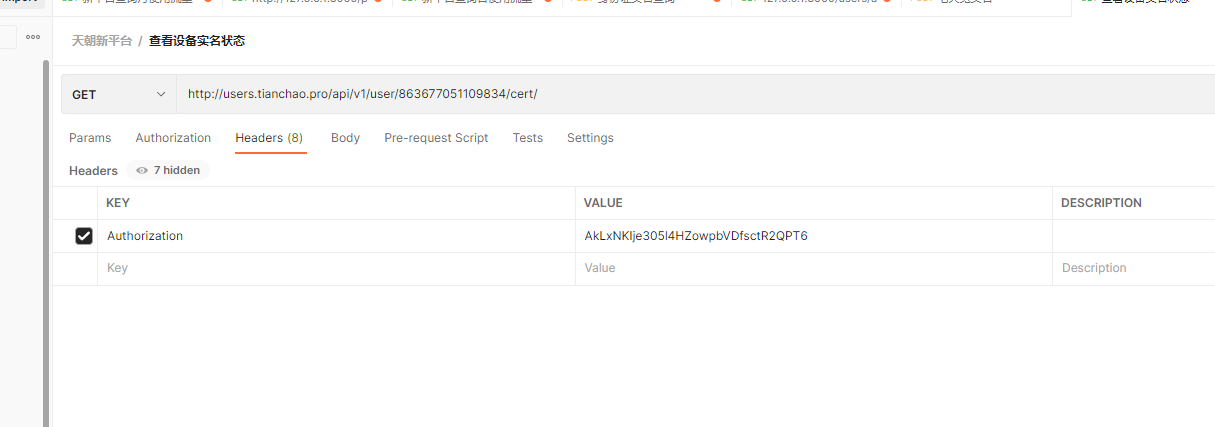 天朝新平台 / 查看设备实名状态
GET http://users.tianchao.pro/api/v1/user/863677051109834/cert/
Params Authorization Headers (8) Body Pre-request Script Tests Settings
Headers 7 hidden
KEY VALUE DESCRIPTION
Authorization AkLxNKIje305I4HZowpbVDfsctR2QPT6
Key Value Description